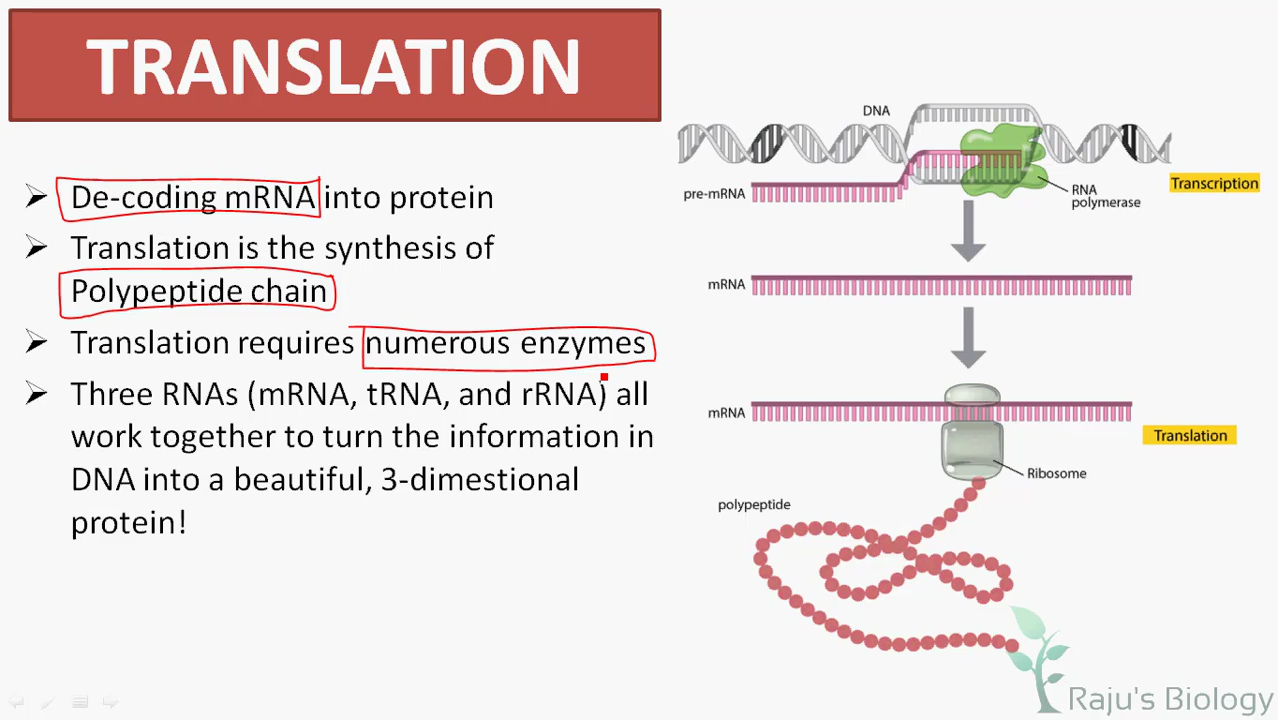 TRANSLATION
De-coding mRNA into protein
Translation is the synthesis of
Polypeptide chain
Translation requires numerous enzymes
Three RNAs (mRNA, tRNA, and rRNA) all
work together to turn the information in
DNA into a beautiful, 3-dimestional
protein!
DNA
pre-mRNA
RNA
polymerase
Transcription
mRNA
mRNA
Translation
Ribosome
polypeptide
Raju's Biology